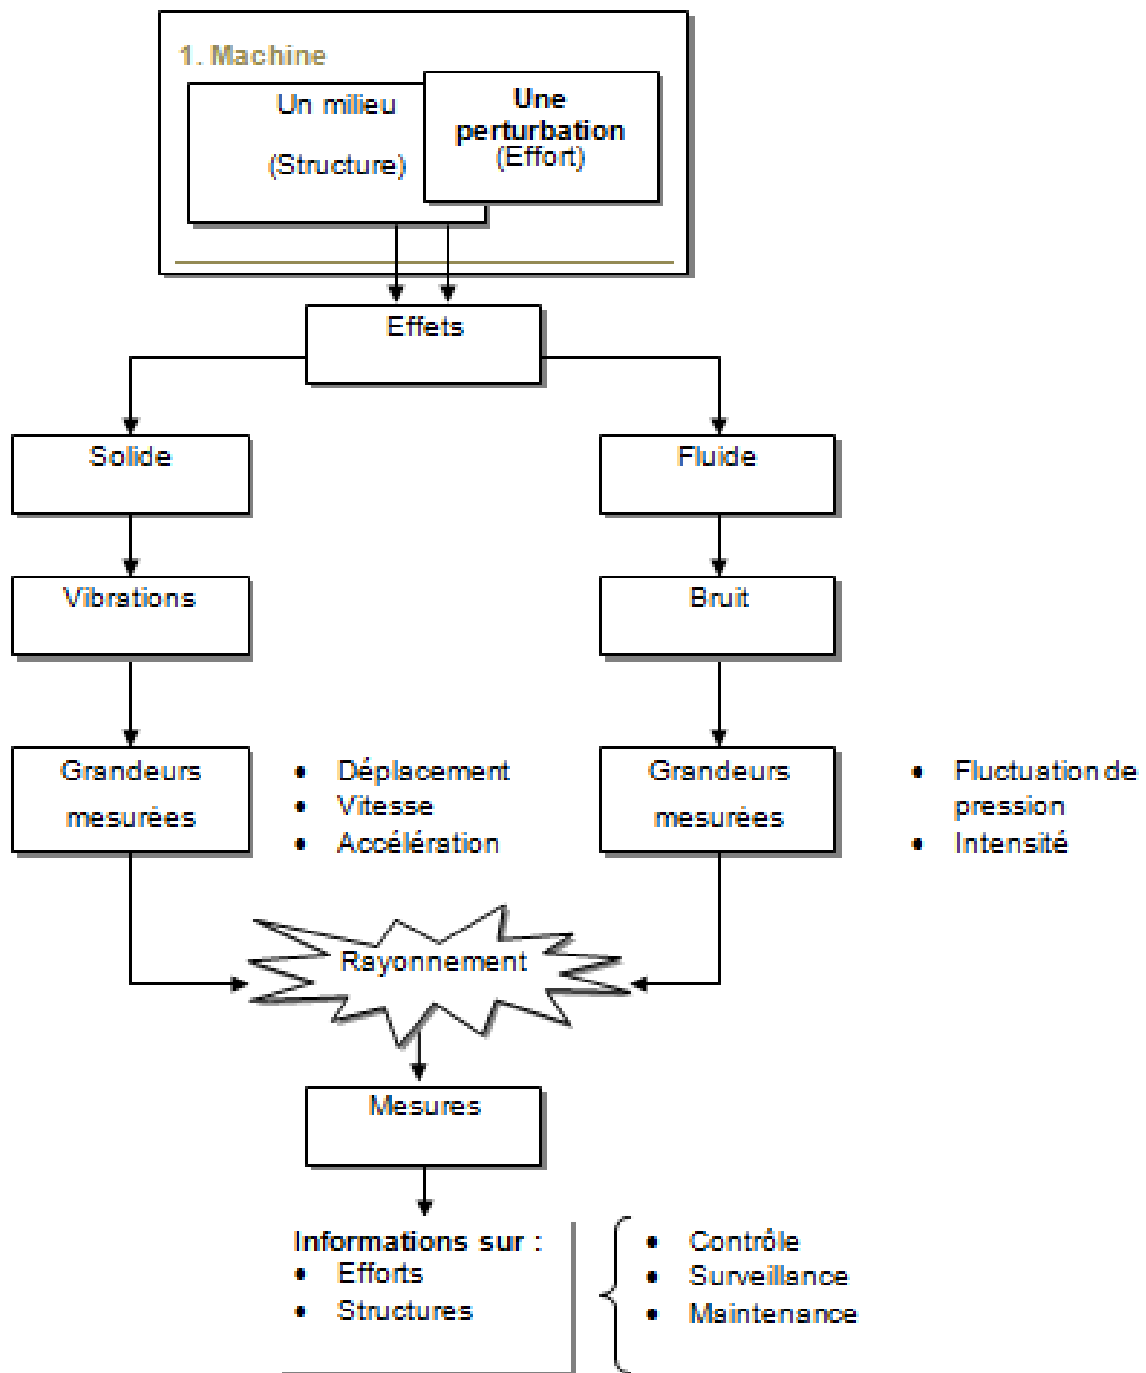 1. Machine
Un milieu
(Structure)
Une
perturbation
(Effort)
Effets
Solide
Fluide
Vibrations
Bruit
Grandeurs
mesurées
• Déplacement
• Vitesse
• Accélération
Grandeurs
mesurées
• Fluctuation de
pression
• Intensité
Rayonnement
Mesures
Informations sur :
• Efforts
• Structures
• Contrôle
• Surveillance
• Maintenance